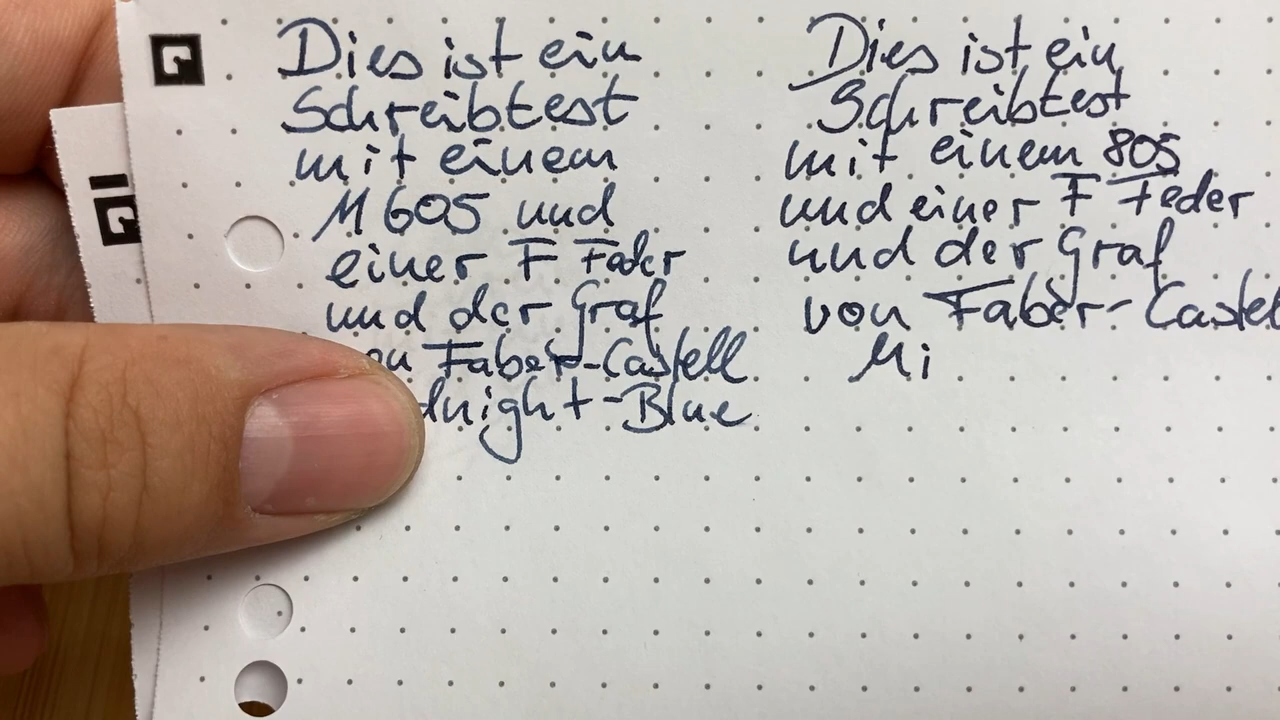 Dies ist ein
Schreibtest
mit einem
M605 und
einer F Feder
und der Graf
Faber-Castell
Blue
Dies ist ein
Schreibtest
mit einem 805
und einer F Feder
und der Graf
von Faber-Castell
Mi